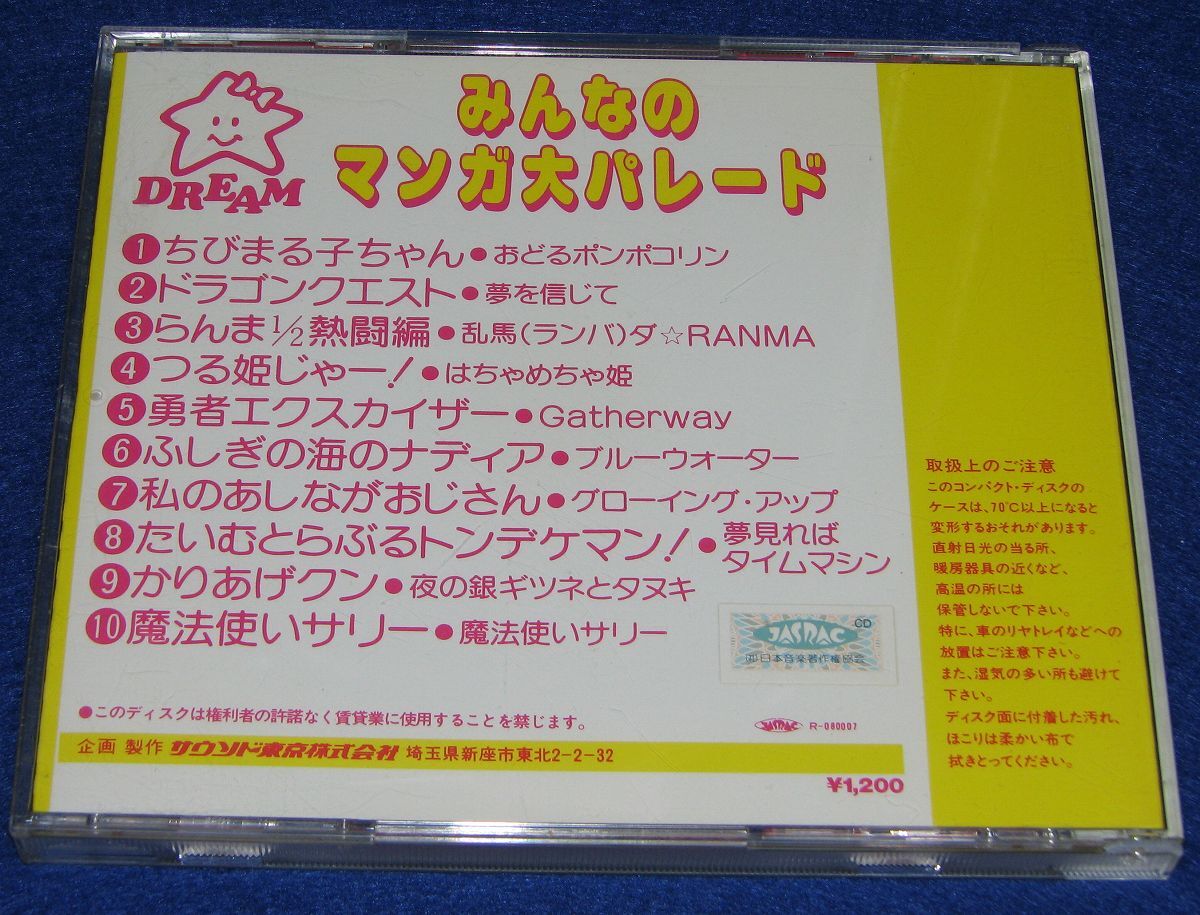 DREAM
みんなの
マンガ大パレード
1 ちびまる子ちゃん●おどるポンポコリン
2 ドラゴンクエスト●夢を信じて
3 らんま1/2熱闘編●乱馬(ランバ)ダ☆RANMA
4 つる姫じゃー!●はちゃめちゃ姫
5 勇者エクスカイザー●Gatherway
6 ふしぎの海のナディア●ブルーウォーター
7 私のあしながおじさん●グローイング・アップ
8 たいむとらぶるトンデケマン!●夢見れば
タイムマシン
9 かりあげクン●夜の銀ギツネとタヌキ
10 魔法使いサリー●魔法使いサリー
JASRAC CD
(社)日本音楽著作権協会
●このディスクは権利者の許諾なく賃貸業に使用することを禁じます。
JASRAC R-080007
企画 製作 サウンド東京株式会社 埼玉県新座市東北2-2-32
¥1,200
取扱上のご注意
このコンパクト・ディスクの
ケースは、70℃以上になると
変形するおそれがあります。
直射日光の当る所、
暖房器具の近くなど、
高温の所には
保管しないで下さい。
特に、車のリヤトレイなどへの
放置はご注意下さい。
また、湿気の多い所も避けて
下さい。
ディスク面に付着した汚れ、
ほこりは柔かい布で
拭きとってください。